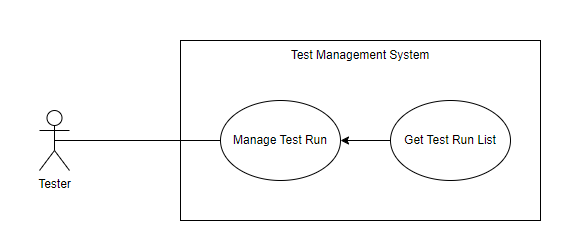 Test Management System
Manage Test Run
Get Test Run List
Tester